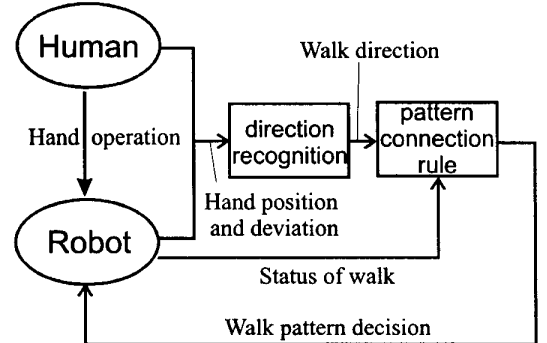 Human
Walk direction
Hand operation
direction
recognition
pattern
connection
rule
Hand position
and deviation
Robot
Status of walk
Walk pattern decision